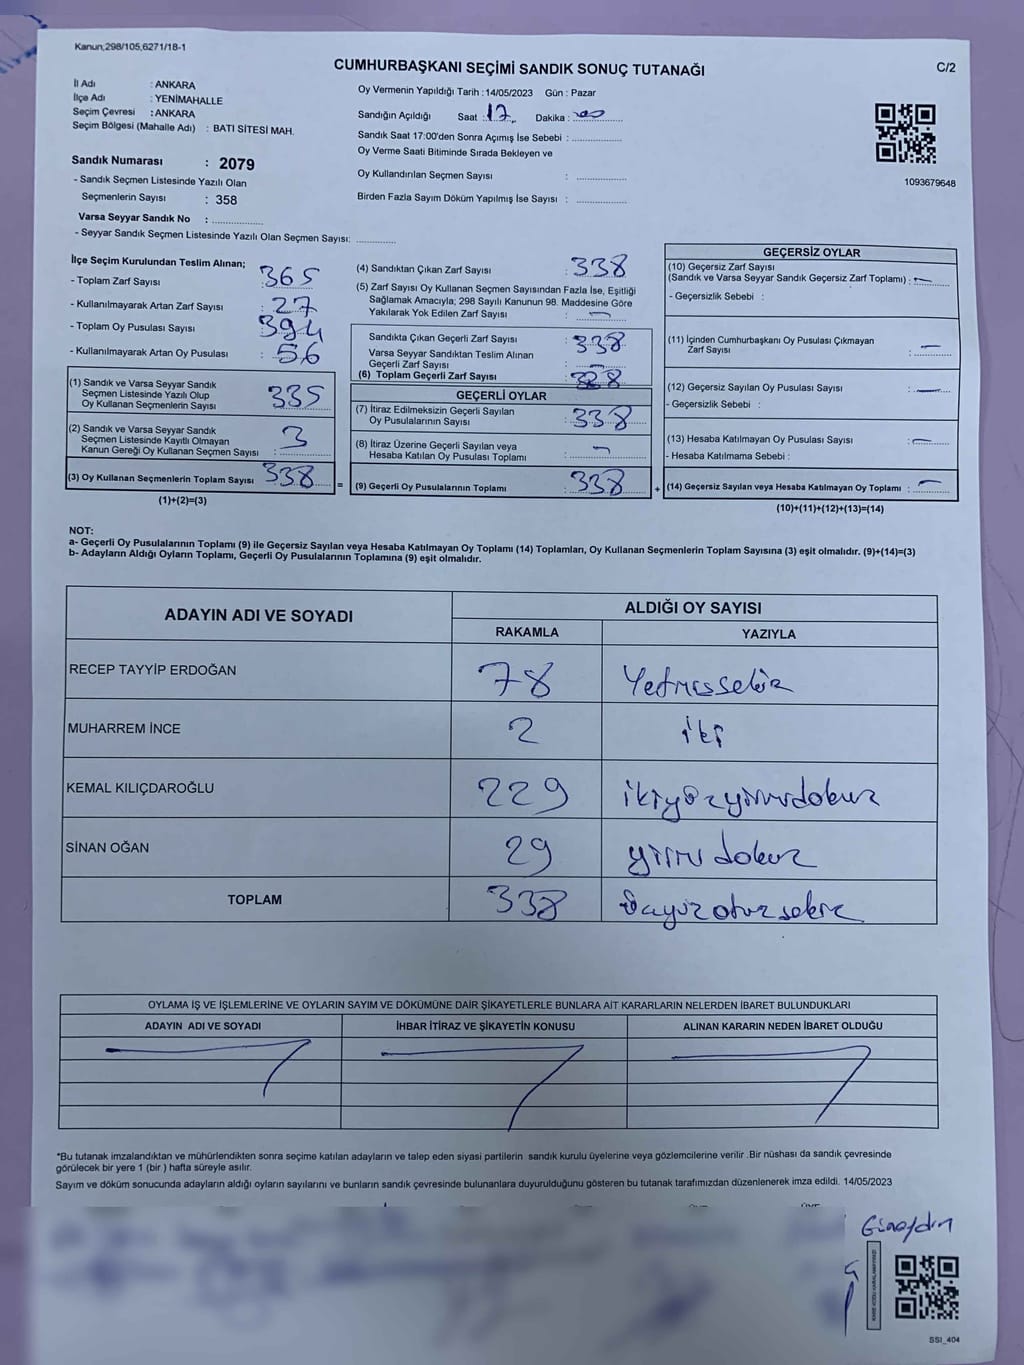 Kanun,298/105,6271/18-1
CUMHURBAŞKANI SEÇİMİ SANDIK SONUÇ TUTANAĞI
C/2
İl Adı : ANKARA
İlçe Adı : YENİMAHALLE
Seçim Çevresi : ANKARA
Seçim Bölgesi (Mahalle Adı) : BATI SİTESİ MAH.
Sandık Numarası : 2079
- Sandık Seçmen Listesinde Yazılı Olan
Seçmenlerin Sayısı : 358
Varsa Seyyar Sandık No :
- Seyyar Sandık Seçmen Listesinde Yazılı Olan Seçmen Sayısı:
Oy Vermenin Yapıldığı Tarih : 14/05/2023 Gün : Pazar
Sandığın Açıldığı Saat : 17 Dakika : 00
Sandık Saat 17:00'den Sonra Açımış İse Sebebi :
Oy Verme Saati Bitiminde Sırada Bekleyen ve
Oy Kullandırılan Seçmen Sayısı :
Birden Fazla Sayım Döküm Yapılmış İse Sayısı :
1093679648
İlçe Seçim Kurulundan Teslim Alınan;
- Toplam Zarf Sayısı : 365
- Kullanılmayarak Artan Zarf Sayısı : 27
- Toplam Oy Pusulası Sayısı : 394
- Kullanılmayarak Artan Oy Pusulası : 56
(1) Sandık ve Varsa Seyyar Sandık
Seçmen Listesinde Yazılı Olup
Oy Kullanan Seçmenlerin Sayısı : 335
(2) Sandık ve Varsa Seyyar Sandık
Seçmen Listesinde Kayıtlı Olmayan
Kanun Gereği Oy Kullanan Seçmen Sayısı : 3
(3) Oy Kullanan Seçmenlerin Toplam Sayısı : 338
(1)+(2)=(3)
(4) Sandıktan Çıkan Zarf Sayısı : 338
(5) Zarf Sayısı Oy Kullanan Seçmen Sayısından Fazla İse, Eşitliği
Sağlamak Amacıyla; 298 Sayılı Kanunun 98. Maddesine Göre
Yakılarak Yok Edilen Zarf Sayısı : —
Sandıkta Çıkan Geçerli Zarf Sayısı : 338
Varsa Seyyar Sandıktan Teslim Alınan
Geçerli Zarf Sayısı : —
(6) Toplam Geçerli Zarf Sayısı : 338
GEÇERLİ OYLAR
(7) İtiraz Edilmeksizin Geçerli Sayılan
Oy Pusulalarının Sayısı : 338
(8) İtiraz Üzerine Geçerli Sayılan veya
Hesaba Katılan Oy Pusulası Toplamı : —
= (9) Geçerli Oy Pusulalarının Toplamı : 338
GEÇERSİZ OYLAR
(10) Geçersiz Zarf Sayısı
(Sandık ve Varsa Seyyar Sandık Geçersiz Zarf Toplamı) : —
- Geçersizlik Sebebi :
(11) İçinden Cumhurbaşkanı Oy Pusulası Çıkmayan
Zarf Sayısı : —
(12) Geçersiz Sayılan Oy Pusulası Sayısı : —
- Geçersizlik Sebebi :
(13) Hesaba Katılmayan Oy Pusulası Sayısı : —
- Hesaba Katılmama Sebebi :
+ (14) Geçersiz Sayılan veya Hesaba Katılmayan Oy Toplamı : —
(10)+(11)+(12)+(13)=(14)
NOT:
a- Geçerli Oy Pusulalarının Toplamı (9) ile Geçersiz Sayılan veya Hesaba Katılmayan Oy Toplamı (14) Toplamları, Oy Kullanan Seçmenlerin Toplam Sayısına (3) eşit olmalıdır. (9)+(14)=(3)
b- Adayların Aldığı Oyların Toplamı, Geçerli Oy Pusulalarının Toplamına (9) eşit olmalıdır.
ADAYIN ADI VE SOYADI
ALDIĞI OY SAYISI
RAKAMLA YAZIYLA
RECEP TAYYİP ERDOĞAN 78 Yetmişsekiz
MUHARREM İNCE 2 iki
KEMAL KILIÇDAROĞLU 229 ikiyüzyirmidokuz
SİNAN OĞAN 29 yirmi dokuz
TOPLAM 338 üçyüzotuzsekiz
OYLAMA İŞ VE İŞLEMLERİNE VE OYLARIN SAYIM VE DÖKÜMÜNE DAİR ŞİKAYETLERLE BUNLARA AİT KARARLARIN NELERDEN İBARET BULUNDUKLARI
ADAYIN ADI VE SOYADI İHBAR İTİRAZ VE ŞİKAYETİN KONUSU ALINAN KARARIN NEDEN İBARET OLDUĞU
*Bu tutanak imzalandıktan ve mühürlendikten sonra seçime katılan adayların ve talep eden siyasi partilerin sandık kurulu üyelerine veya gözlemcilerine verilir .Bir nüshası da sandık çevresinde
görülecek bir yere 1 (bir ) hafta süreyle asılır.
Sayım ve döküm sonucunda adayların aldığı oyların sayılarını ve bunların sandık çevresinde bulunanlara duyurulduğunu gösteren bu tutanak tarafımızdan düzenlenerek imza edildi. 14/05/2023
Günaydın
SSI_404